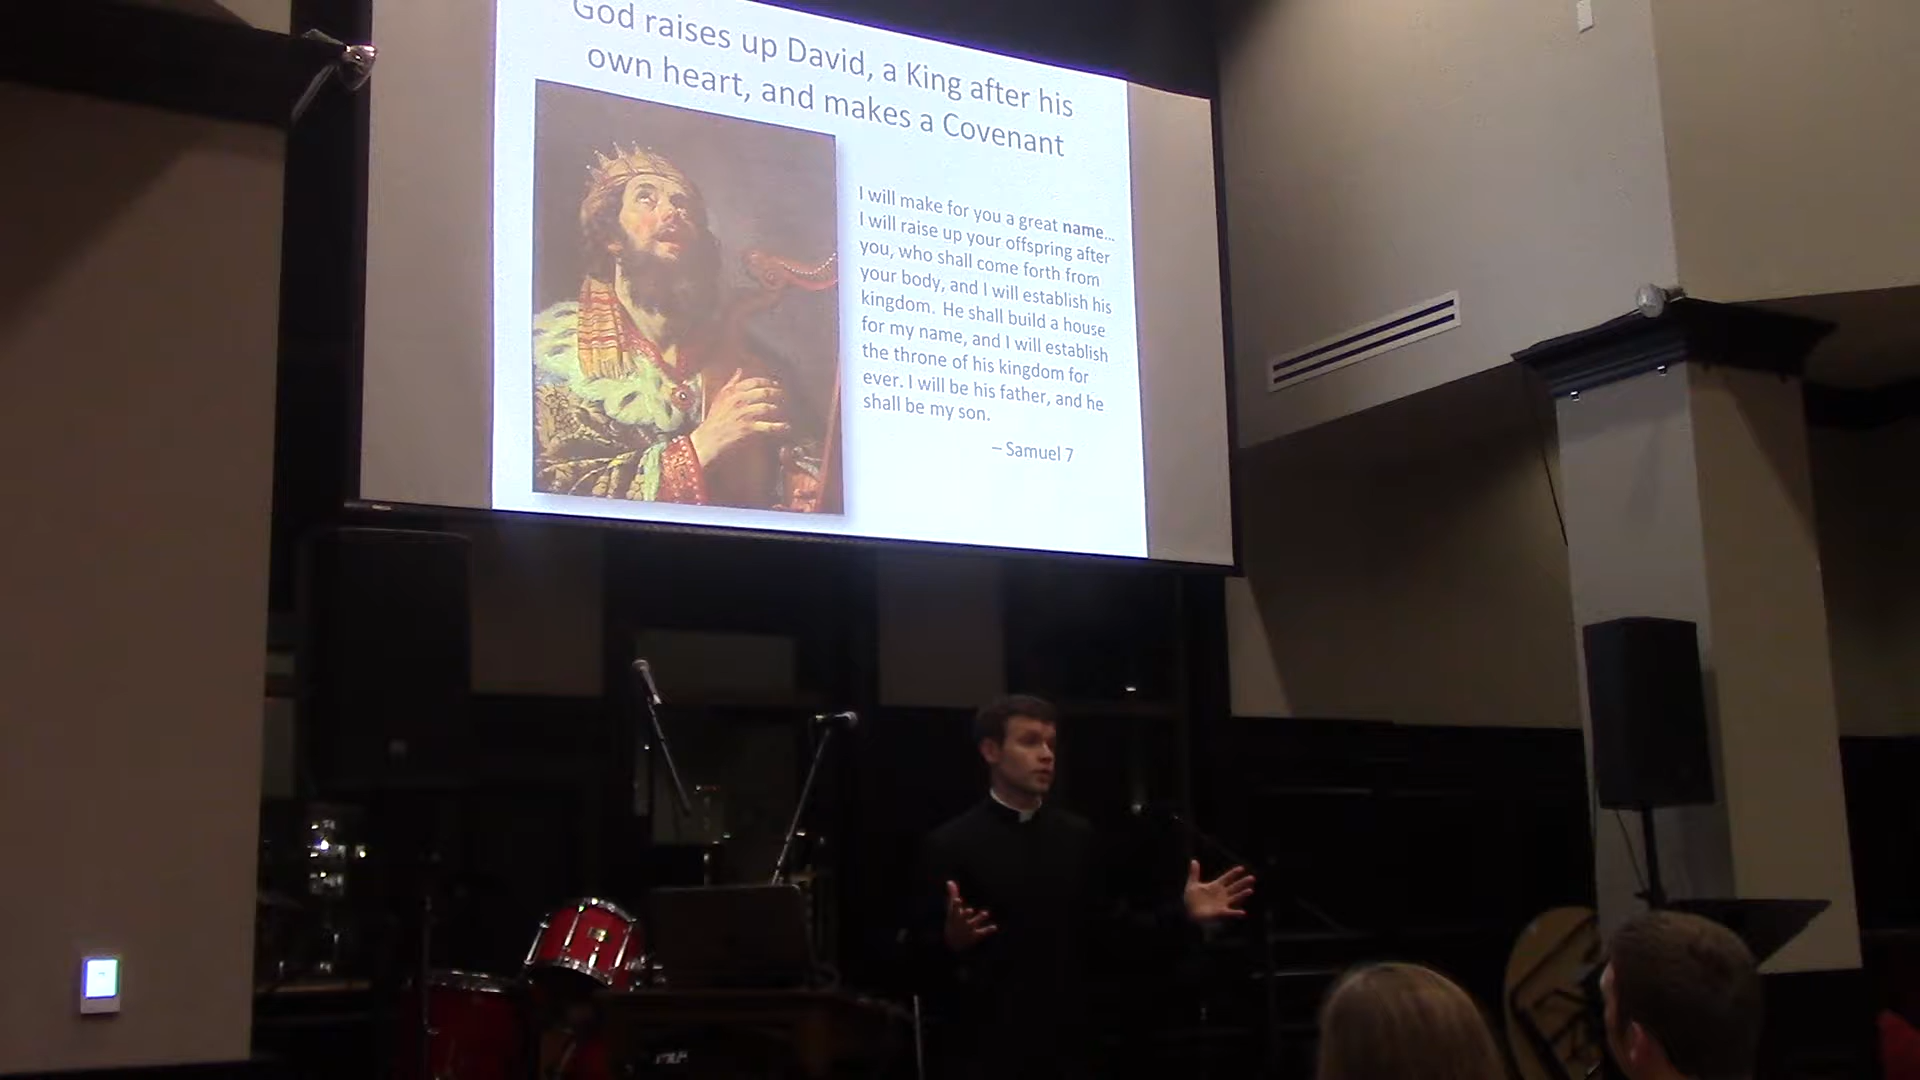 God raises up David, a King after his
own heart, and makes a Covenant
I will make for you a great name...
I will raise up your offspring after
you, who shall come forth from
your body, and I will establish his
kingdom. He shall build a house
for my name, and I will establish
the throne of his kingdom for
ever. I will be his father, and he
shall be my son.
– Samuel 7